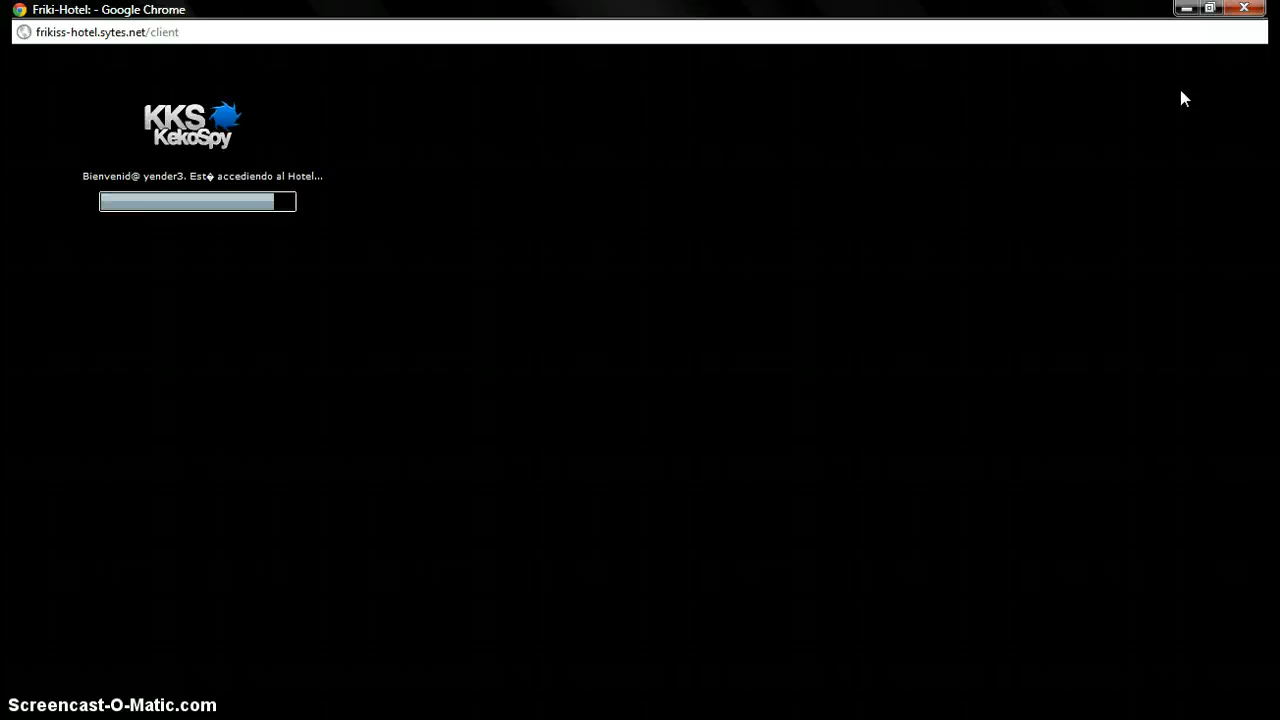 Friki-Hotel: - Google Chrome
frikiss-hotel.sytes.net/client
KKS
KekoSpy
Bienvenid@ yender3. Est� accediendo al Hotel...
Screencast-O-Matic.com